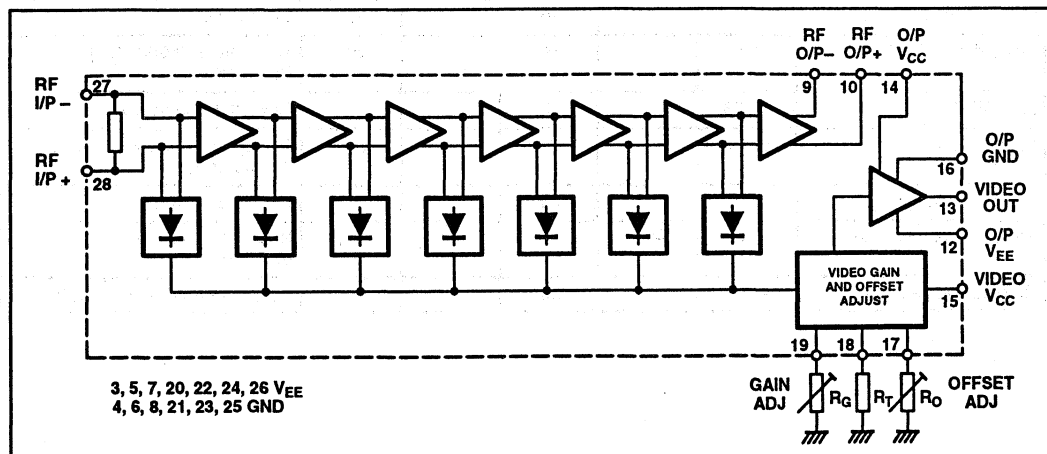 RF O/P−
RF O/P+
O/P VCC
9
10
14
RF I/P −
27
RF I/P +
28
O/P GND
16
VIDEO OUT
13
O/P VEE
12
VIDEO GAIN AND OFFSET ADJUST
VIDEO VCC
15
19
18
17
GAIN ADJ
RG
RT
RO
OFFSET ADJ
3, 5, 7, 20, 22, 24, 26 VEE
4, 6, 8, 21, 23, 25 GND